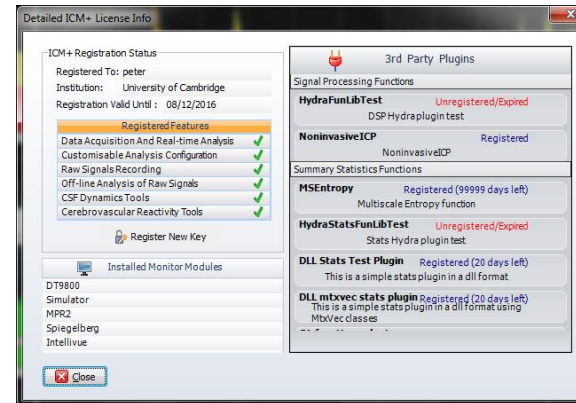 Detailed ICM+ License Info
ICM+ Registration Status
Registered To: peter
Institution: University of Cambridge
Registration Valid Until : 08/12/2016
Registered Features
Data Acquisition And Real-time Analysis
Customisable Analysis Configuration
Raw Signals Recording
Off-line Analysis of Raw Signals
CSF Dynamics Tools
Cerebrovascular Reactivity Tools
Register New Key
Installed Monitor Modules
DT9800
Simulator
MPR2
Spiegelberg
Intellivue
Close
3rd Party Plugins
Signal Processing Functions
HydraFunLibTest Unregistered/Expired
DSP Hydra plugin test
NoninvasiveICP Registered
NoninvasiveICP
Summary Statistics Functions
MSEntropy Registered (99999 days left)
Multiscale Entropy function
HydraStatsFunLibTest Unregistered/Expired
Stats Hydra plugin test
DLL Stats Test Plugin Registered (20 days left)
This is a simple stats plugin in a dll format
DLL mtxvec stats plugin Registered (20 days left)
This is a simple stats plugin in a dll format using
MtxVec classes